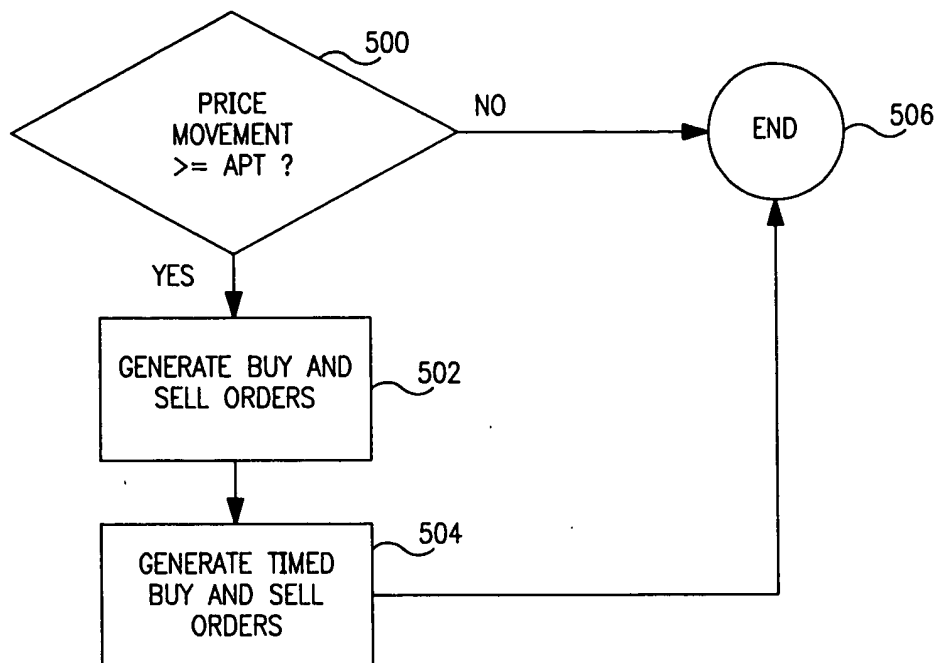 500
PRICE
MOVEMENT
>= APT ?
NO
END
506
YES
GENERATE BUY AND
SELL ORDERS
502
504
GENERATE TIMED
BUY AND SELL
ORDERS